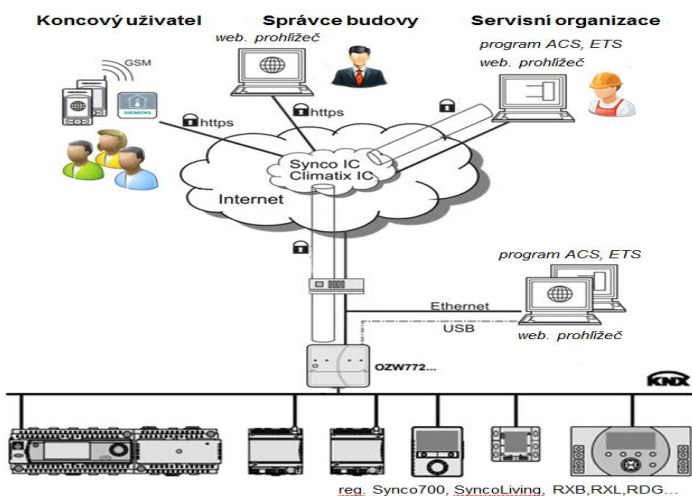 Koncový uživatel
Správce budovy
Servisní organizace
web. prohlížeč
program ACS, ETS
web. prohlížeč
GSM
SIEMENS
https
https
Synco IC
Climatix IC
Internet
program ACS, ETS
Ethernet
USB
web. prohlížeč
OZW772...
KNX
reg. Synco700, SyncoLiving, RXB,RXL,RDG...